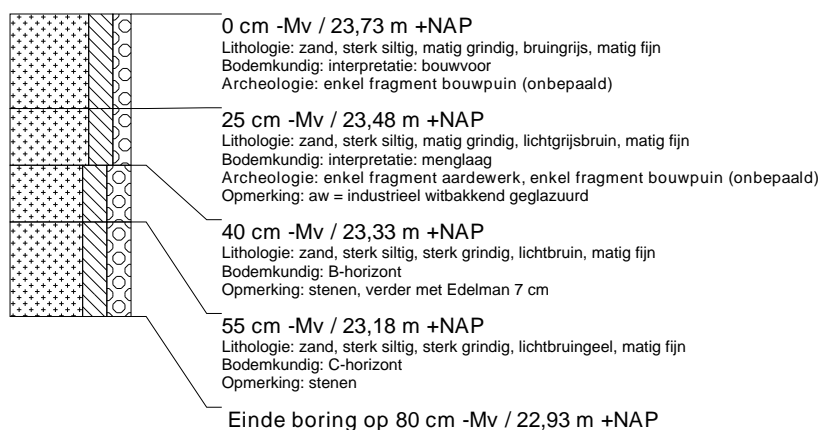 0 cm -Mv / 23,73 m +NAP
Lithologie: zand, sterk siltig, matig grindig, bruingrijs, matig fijn
Bodemkundig: interpretatie: bouwvoor
Archeologie: enkel fragment bouwpuin (onbepaald)
25 cm -Mv / 23,48 m +NAP
Lithologie: zand, sterk siltig, matig grindig, lichtgrijsbruin, matig fijn
Bodemkundig: interpretatie: menglaag
Archeologie: enkel fragment aardewerk, enkel fragment bouwpuin (onbepaald)
Opmerking: aw = industrieel witbakkend geglazuurd
40 cm -Mv / 23,33 m +NAP
Lithologie: zand, sterk siltig, sterk grindig, lichtbruin, matig fijn
Bodemkundig: B-horizont
Opmerking: stenen, verder met Edelman 7 cm
55 cm -Mv / 23,18 m +NAP
Lithologie: zand, sterk siltig, sterk grindig, lichtbruingeel, matig fijn
Bodemkundig: C-horizont
Opmerking: stenen
Einde boring op 80 cm -Mv / 22,93 m +NAP